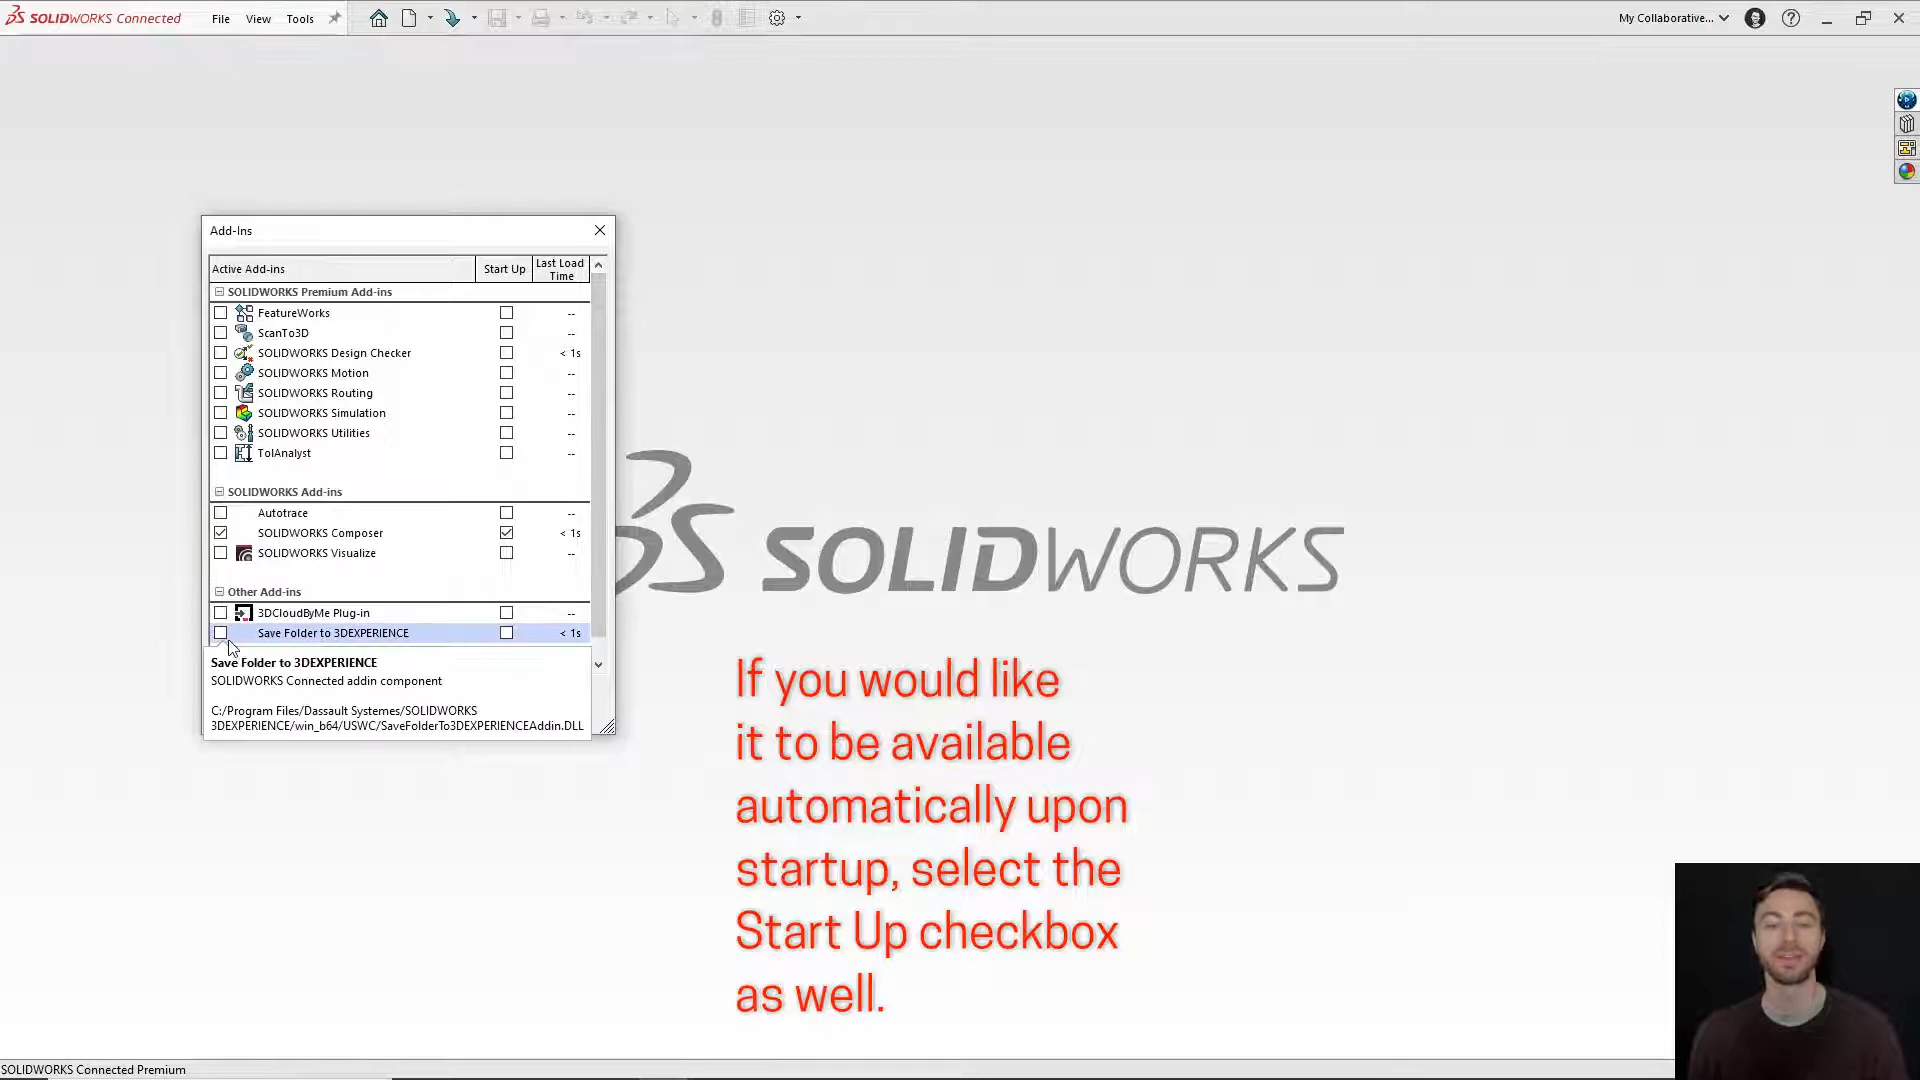 SOLIDWORKS Connected
File
View
Tools
My Collaborative...
Add-Ins
Active Add-ins
Start Up
Last Load
Time
SOLIDWORKS Premium Add-ins
FeatureWorks
--
ScanTo3D
--
SOLIDWORKS Design Checker
< 1s
SOLIDWORKS Motion
--
SOLIDWORKS Routing
--
SOLIDWORKS Simulation
--
SOLIDWORKS Utilities
--
TolAnalyst
--
SOLIDWORKS Add-ins
Autotrace
--
SOLIDWORKS Composer
< 1s
SOLIDWORKS Visualize
--
Other Add-ins
3DCloudByMe Plug-in
--
Save Folder to 3DEXPERIENCE
< 1s
Save Folder to 3DEXPERIENCE
SOLIDWORKS Connected addin component
C:/Program Files/Dassault Systemes/SOLIDWORKS
3DEXPERIENCE/win_b64/USWC/SaveFolderTo3DEXPERIENCEAddin.DLL
SOLIDWORKS
If you would like
it to be available
automatically upon
startup, select the
Start Up checkbox
as well.
SOLIDWORKS Connected Premium